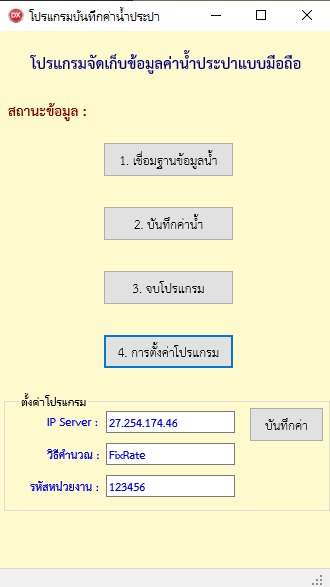 DX โปรแกรมบันทึกค่าน้ำประปา
โปรแกรมจัดเก็บข้อมูลค่าน้ำประปาแบบมือถือ
สถานะข้อมูล :
1. เชื่อมฐานข้อมูลน้ำ
2. บันทึกค่าน้ำ
3. จบโปรแกรม
4. การตั้งค่าโปรแกรม
ตั้งค่าโปรแกรม
IP Server : 27.254.174.46 บันทึกค่า
วิธีคำนวณ : FixRate
รหัสหน่วยงาน : 123456